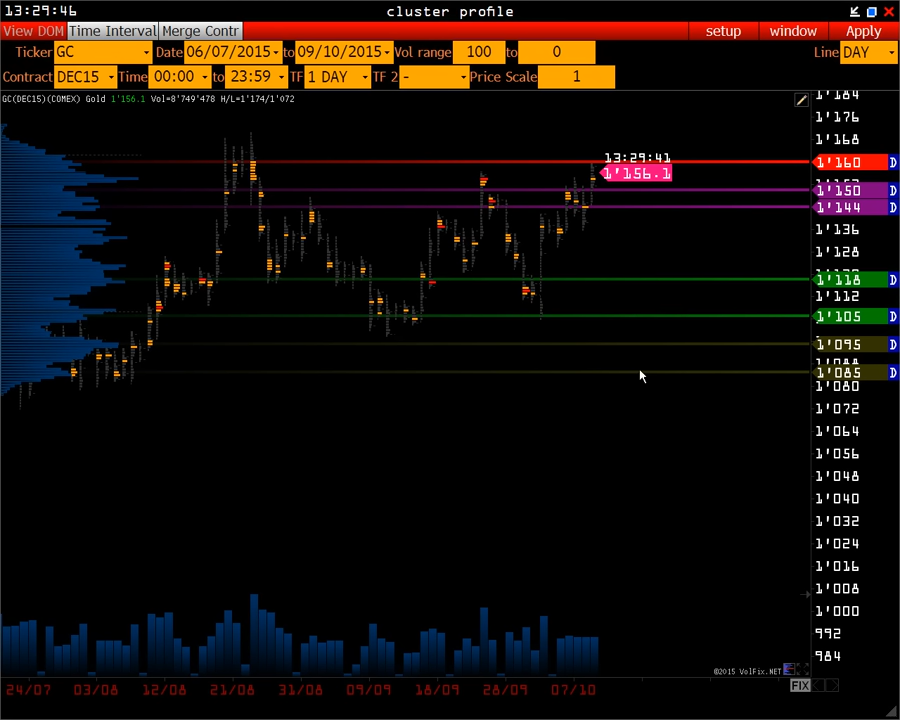 13:29:46 cluster profile
View DOM Time Interval Merge Contr setup window Apply
Ticker GC Date 06/07/2015 to 09/10/2015 Vol range 100 to 0 Line DAY
Contract DEC15 Time 00:00 to 23:59 TF 1 DAY TF 2 - Price Scale 1
GC(DEC15)(COMEX) Gold 1'156.1 Vol=8'749'478 H/L=1'174/1'072
1'184
1'176
1'168
13:29:41
1'160 D
1'156.1
1'150 D
1'144 D
1'136
1'128
1'118 D
1'112
1'105 D
1'095 D
1'085 D
1'080
1'072
1'064
1'056
1'048
1'040
1'032
1'024
1'016
1'008
1'000
992
984
©2015 VolFix.NET
24/07 03/08 12/08 21/08 31/08 09/09 18/09 28/09 07/10 FIX